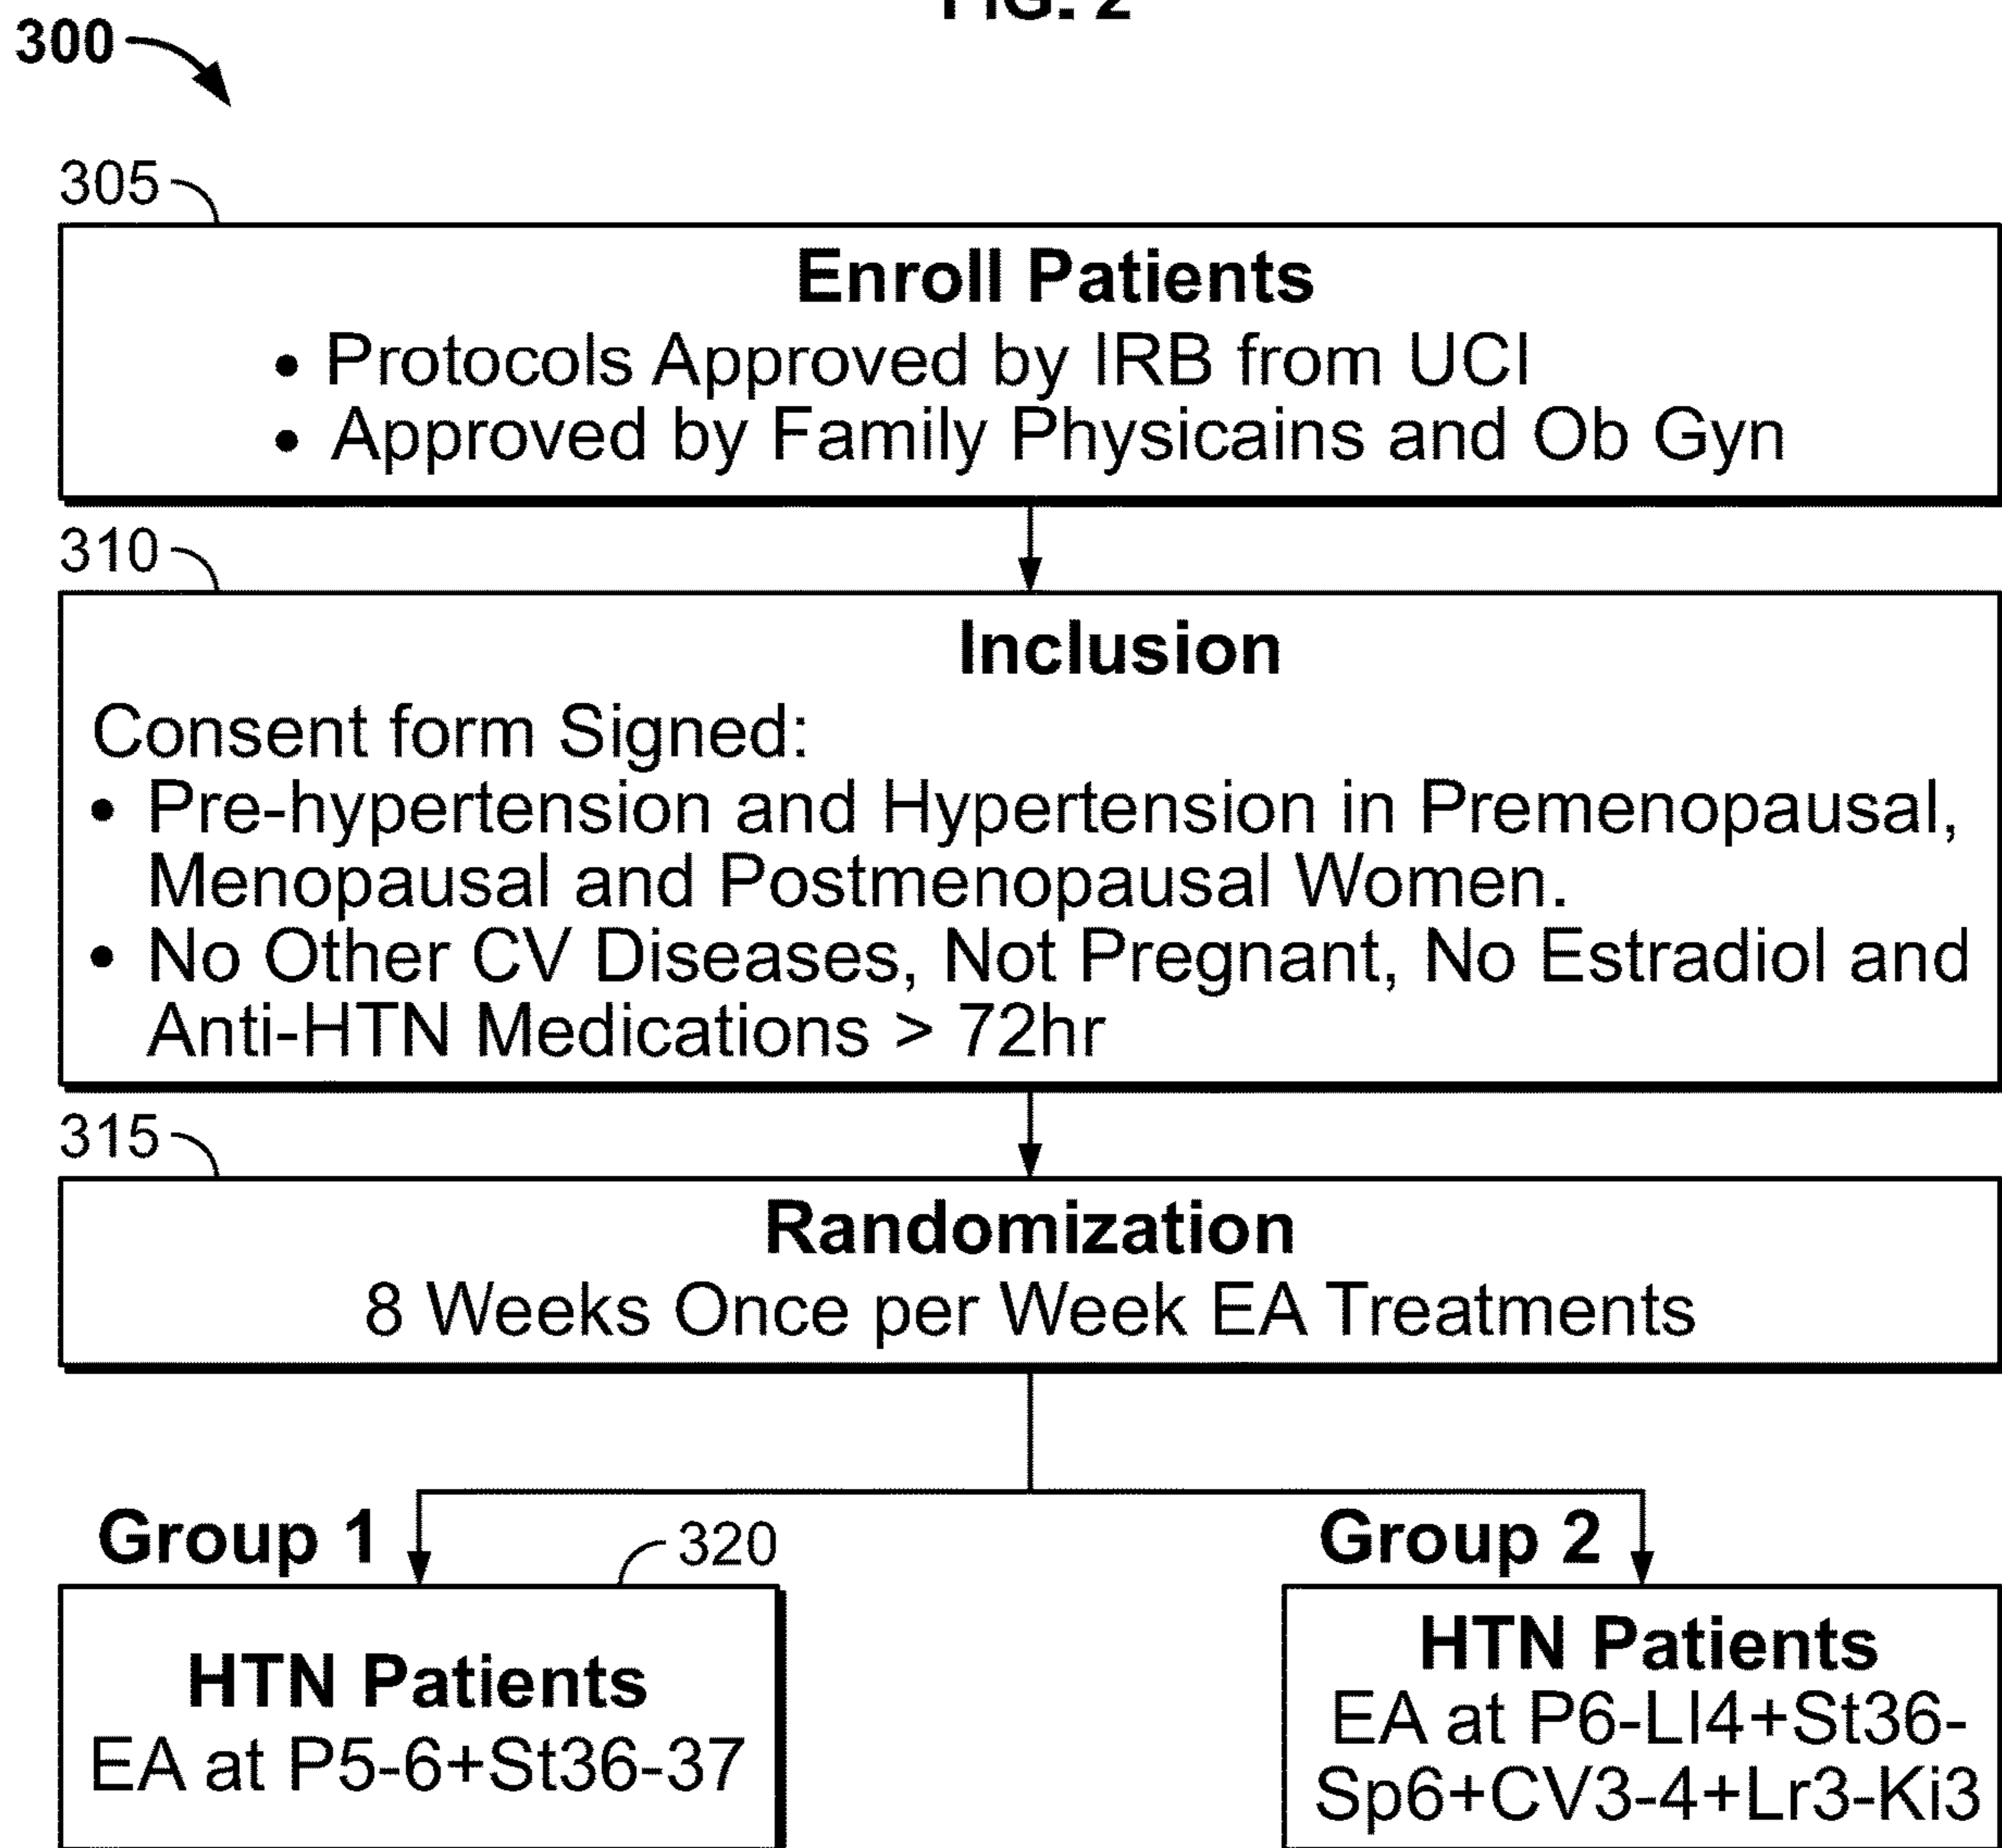 FIG. 2
300
305
Enroll Patients
• Protocols Approved by IRB from UCI
• Approved by Family Physicains and Ob Gyn
310
Inclusion
Consent form Signed:
• Pre-hypertension and Hypertension in Premenopausal,
Menopausal and Postmenopausal Women.
• No Other CV Diseases, Not Pregnant, No Estradiol and
Anti-HTN Medications > 72hr
315
Randomization
8 Weeks Once per Week EA Treatments
Group 1
320
HTN Patients
EA at P5-6+St36-37
Group 2
HTN Patients
EA at P6-LI4+St36-
Sp6+CV3-4+Lr3-Ki3